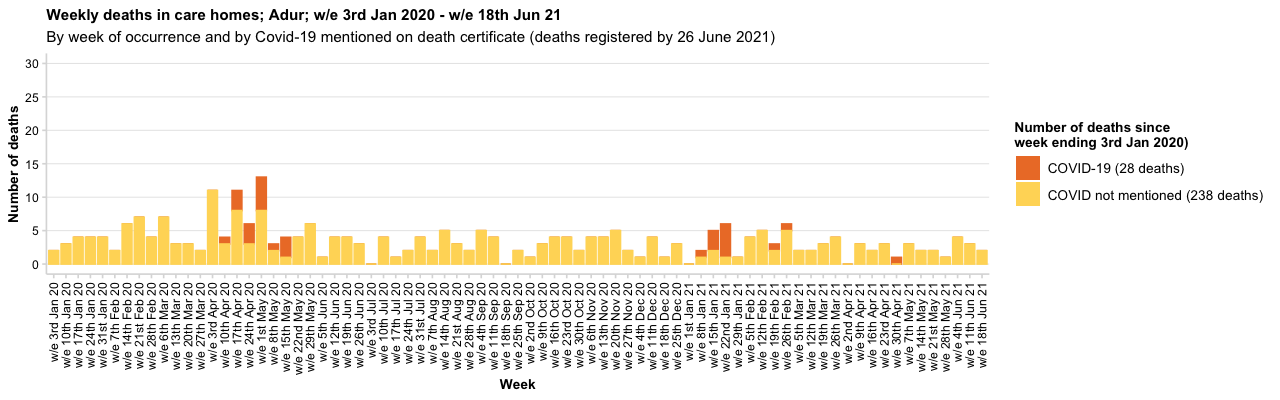 Weekly deaths in care homes; Adur; w/e 3rd Jan 2020 - w/e 18th Jun 21
By week of occurrence and by Covid-19 mentioned on death certificate (deaths registered by 26 June 2021)
Number of deaths
30
25
20
15
10
5
0
w/e 3rd Jan 20
w/e 10th Jan 20
w/e 17th Jan 20
w/e 24th Jan 20
w/e 31st Jan 20
w/e 7th Feb 20
w/e 14th Feb 20
w/e 21st Feb 20
w/e 28th Feb 20
w/e 6th Mar 20
w/e 13th Mar 20
w/e 20th Mar 20
w/e 27th Mar 20
w/e 3rd Apr 20
w/e 10th Apr 20
w/e 17th Apr 20
w/e 24th Apr 20
w/e 1st May 20
w/e 8th May 20
w/e 15th May 20
w/e 22nd May 20
w/e 29th May 20
w/e 5th Jun 20
w/e 12th Jun 20
w/e 19th Jun 20
w/e 26th Jun 20
w/e 3rd Jul 20
w/e 10th Jul 20
w/e 17th Jul 20
w/e 24th Jul 20
w/e 31st Jul 20
w/e 7th Aug 20
w/e 14th Aug 20
w/e 21st Aug 20
w/e 28th Aug 20
w/e 4th Sep 20
w/e 11th Sep 20
w/e 18th Sep 20
w/e 25th Sep 20
w/e 2nd Oct 20
w/e 9th Oct 20
w/e 16th Oct 20
w/e 23rd Oct 20
w/e 30th Oct 20
w/e 6th Nov 20
w/e 13th Nov 20
w/e 20th Nov 20
w/e 27th Nov 20
w/e 4th Dec 20
w/e 11th Dec 20
w/e 18th Dec 20
w/e 25th Dec 20
w/e 1st Jan 21
w/e 8th Jan 21
w/e 15th Jan 21
w/e 22nd Jan 21
w/e 29th Jan 21
w/e 5th Feb 21
w/e 12th Feb 21
w/e 19th Feb 21
w/e 26th Feb 21
w/e 5th Mar 21
w/e 12th Mar 21
w/e 19th Mar 21
w/e 26th Mar 21
w/e 2nd Apr 21
w/e 9th Apr 21
w/e 16th Apr 21
w/e 23rd Apr 21
w/e 30th Apr 21
w/e 7th May 21
w/e 14th May 21
w/e 21st May 21
w/e 28th May 21
w/e 4th Jun 21
w/e 11th Jun 21
w/e 18th Jun 21
Week
Number of deaths since
week ending 3rd Jan 2020)
COVID-19 (28 deaths)
COVID not mentioned (238 deaths)